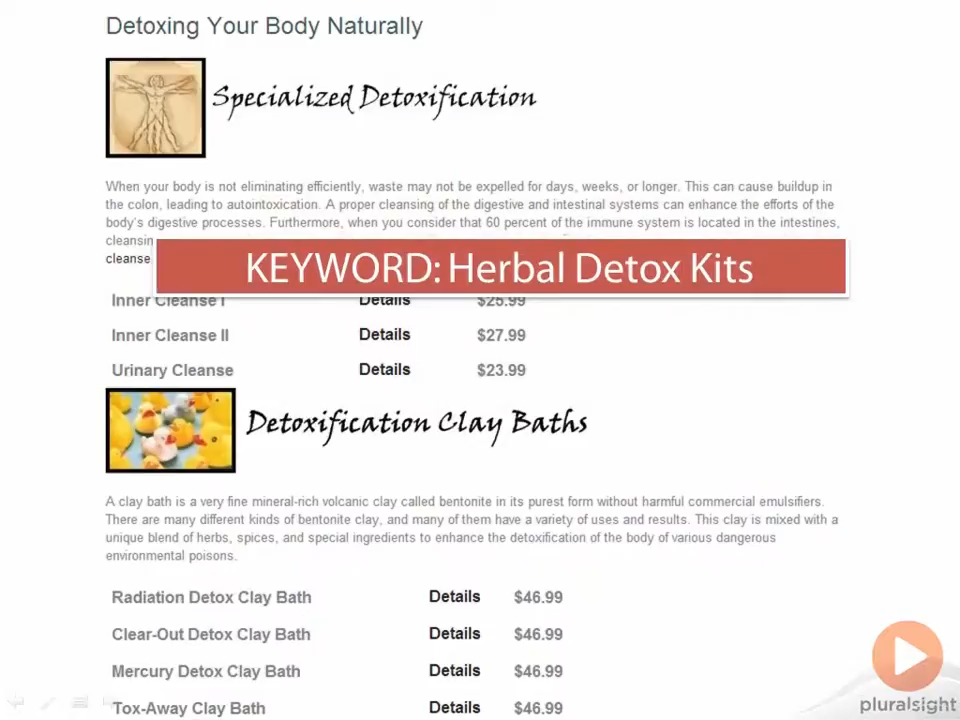 Detoxing Your Body Naturally
Specialized Detoxification
When your body is not eliminating efficiently, waste may not be expelled for days, weeks, or longer. This can cause buildup in
the colon, leading to autointoxication. A proper cleansing of the digestive and intestinal systems can enhance the efforts of the
body's digestive processes. Furthermore, when you consider that 60 percent of the immune system is located in the intestines,
cleansin
cleanse
KEYWORD: Herbal Detox Kits
Inner Cleanse I Details $25.99
Inner Cleanse II Details $27.99
Urinary Cleanse Details $23.99
Detoxification Clay Baths
A clay bath is a very fine mineral-rich volcanic clay called bentonite in its purest form without harmful commercial emulsifiers.
There are many different kinds of bentonite clay, and many of them have a variety of uses and results. This clay is mixed with a
unique blend of herbs, spices, and special ingredients to enhance the detoxification of the body of various dangerous
environmental poisons.
Radiation Detox Clay Bath Details $46.99
Clear-Out Detox Clay Bath Details $46.99
Mercury Detox Clay Bath Details $46.99
Tox-Away Clay Bath Details $46.99
pluralsight